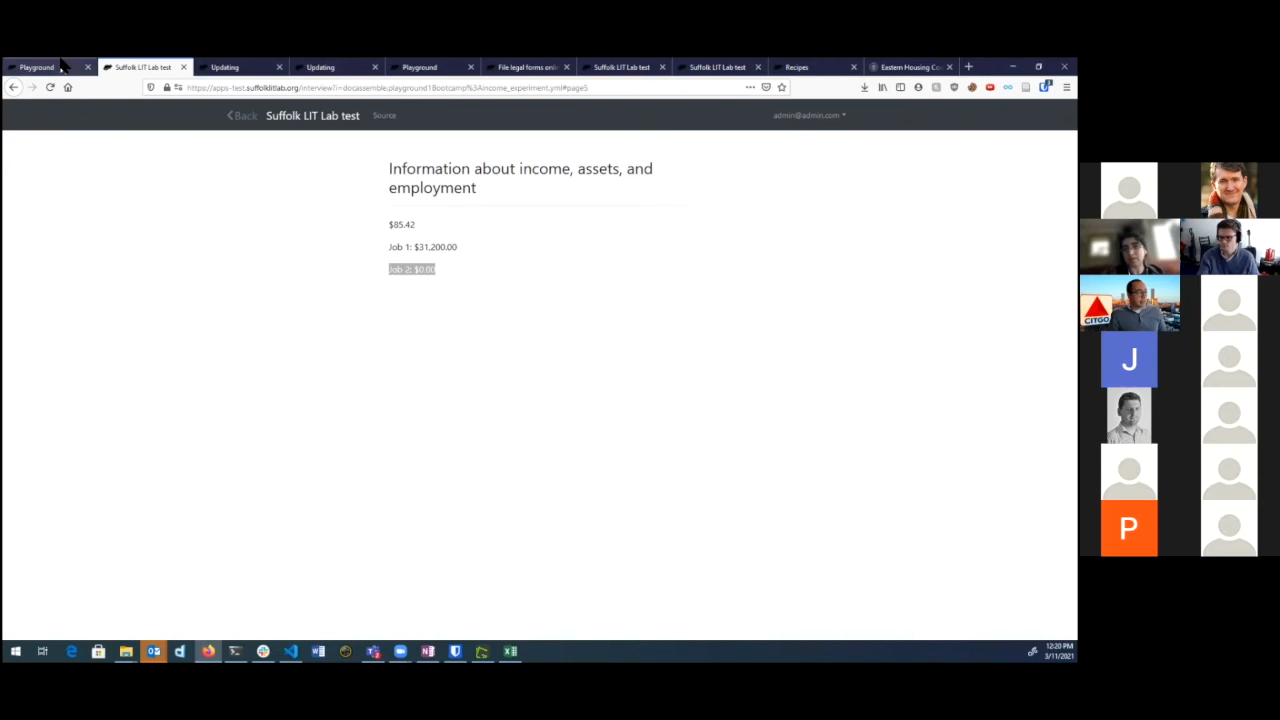 Playground
Suffolk LIT Lab test
Updating
Updating
Playground
File legal forms onli
Suffolk LIT Lab test
Suffolk LIT Lab test
Recipes
Eastern Housing Co
https://apps-test.suffolklitlab.org/interview?i=docassemble.playground1Bootcamp%3Aincome_experiment.yml#page5
Back
Suffolk LIT Lab test
Source
admin@admin.com
Information about income, assets, and
employment
$85.42
Job 1: $31,200.00
Job 2: $0.00
CITGO
J
P
12:20 PM
3/11/2021